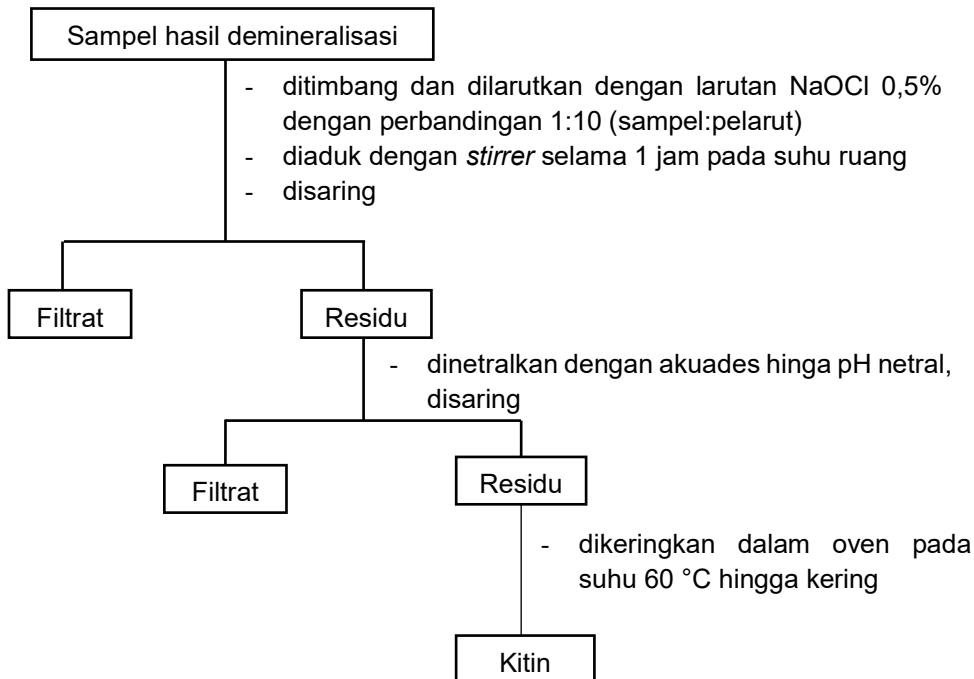 Sampel hasil demineralisasi
- ditimbang dan dilarutkan dengan larutan NaOCl 0,5%
dengan perbandingan 1:10 (sampel:pelarut)
- diaduk dengan stirrer selama 1 jam pada suhu ruang
- disaring
Filtrat
Residu
- dinetralkan dengan akuades hinga pH netral,
disaring
Filtrat
Residu
- dikeringkan dalam oven pada
suhu 60 °C hingga kering
Kitin